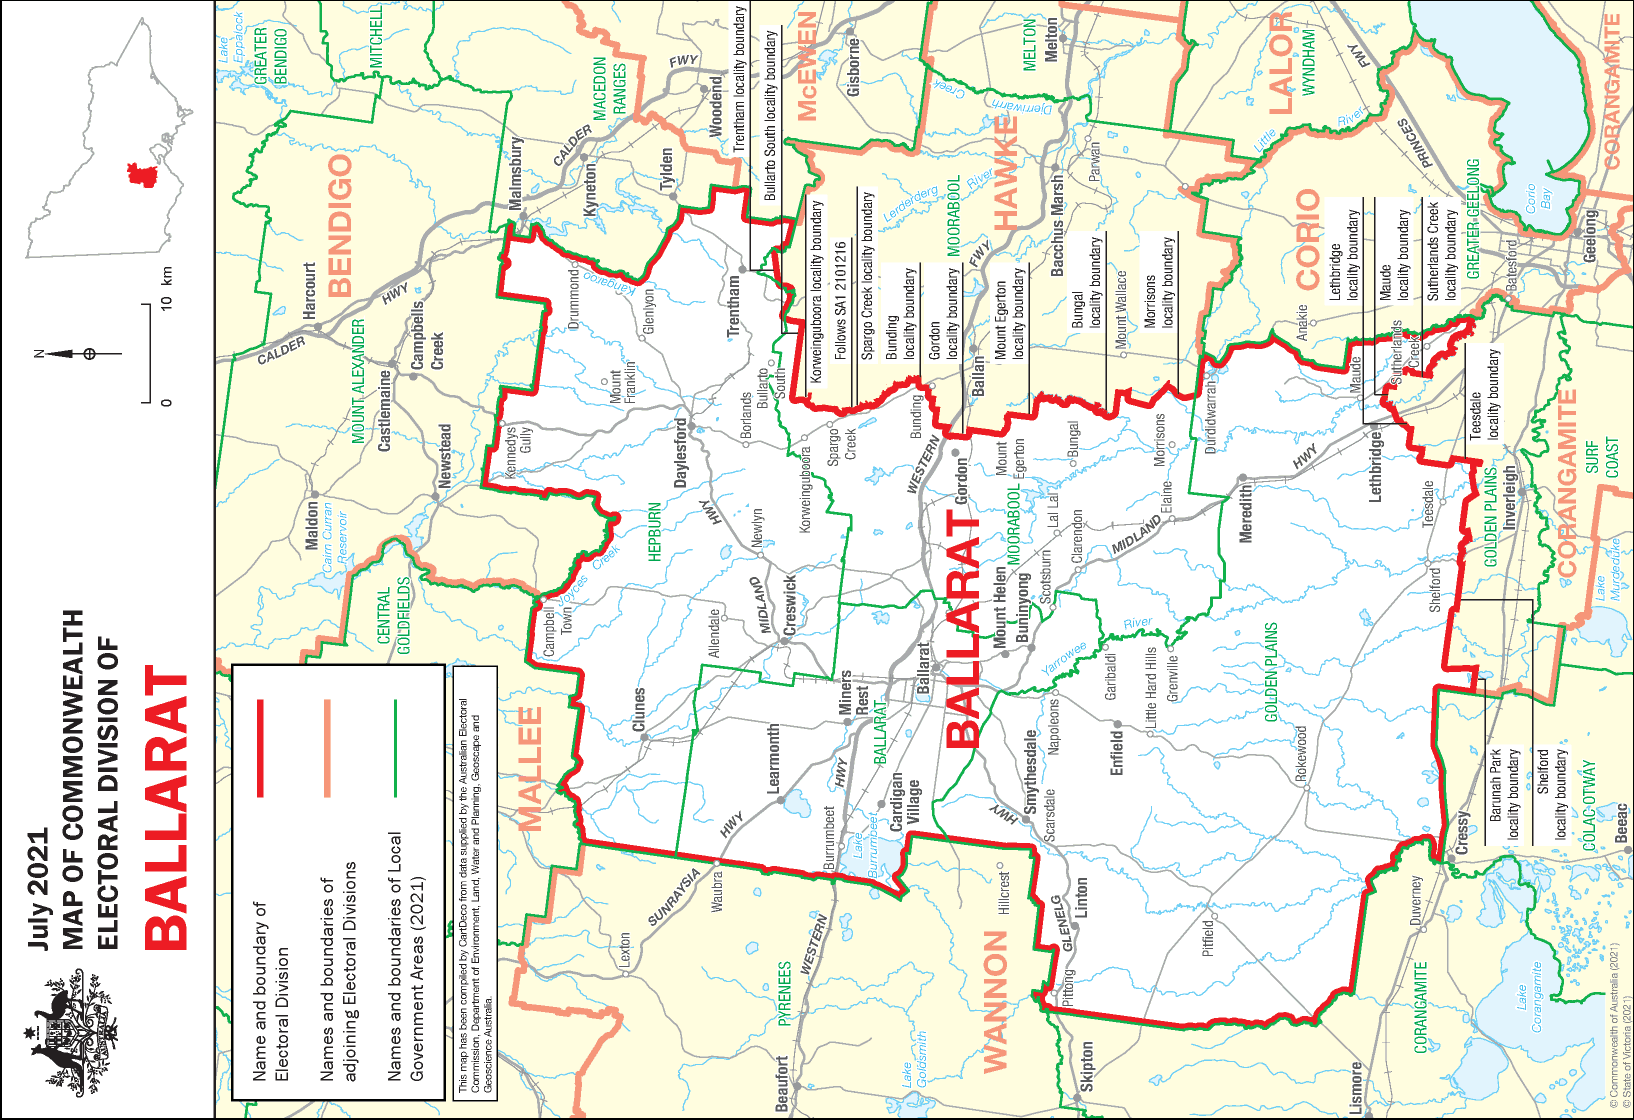 July 2021
MAP OF COMMONWEALTH
ELECTORAL DIVISION OF
BALLARAT
N
0
10 km
Name and boundary of
Electoral Division
Names and boundaries of
adjoining Electoral Divisions
Names and boundaries of Local
Government Areas (2021)
This map has been compiled by CartDeco from data supplied by the Australian Electoral
Commission, Department of Environment, Land, Water and Planning, Geoscape and
Geoscience Australia.
Lake
Eppalock
GREATER
BENDIGO
MITCHELL
BENDIGO
MACEDON
RANGES
CALDER
FWY
Woodend
Malmsbury
Kyneton
Tylden
Harcourt
CALDER
HWY
MOUNT ALEXANDER
Castlemaine
Campbells
Creek
Newstead
Maldon
Cairn Curran
Reservoir
CENTRAL
GOLDFIELDS
Joyces Creek
Campbell
Town
Kennedys
Gully
Drummond
Kangaroo
Glenlyon
Mount
Franklin
Trentham
Daylesford
HWY
HEPBURN
Borlands
Bullarto
South
Spargo
Creek
Korweinguboora
Newlyn
MIDLAND
Creswick
Allendale
Clunes
MALLEE
Learmonth
Miners
Rest
BALLARAT
Cardigan
Village
HWY
Burrumbeet
Lake
Burrumbeet
HWY
SUNRAYSIA
Waubra
Lexton
WESTERN
PYRENEES
Beaufort
Lake
Goldsmith
WANNON
Trentham locality boundary
Bullarto South locality boundary
McEWEN
Gisborne
MELTON
Melton
Djerriwarrh
Creek
HAWKE
Lerderderg
River
MOORABOOL
FWY
Bacchus Marsh
Parwan
LALOR
WYNDHAM
FWY
PRINCES
Little
River
CORIO
GREATER GEELONG
Corio
Bay
Geelong
Batesford
CORANGAMITE
Korweinguboora locality boundary
Follows SA1 2101216
Spargo Creek locality boundary
Bunding
locality boundary
Gordon
locality boundary
Mount Egerton
locality boundary
Bungal
locality boundary
Mount Wallace
Morrisons
locality boundary
Lethbridge
locality boundary
Maude
locality boundary
Sutherlands Creek
locality boundary
Teesdale
locality boundary
Anakie
Ballan
Bunding
WESTERN
Gordon
Mount
Egerton
Bungal
Morrisons
Durdidwarrah
Maude
Sutherlands
Creek
HWY
Lethbridge
Meredith
Elaine
MOORABOOL
Lal Lal
Clarendon
MIDLAND
Scotsburn
Mount Helen
Buninyong
BALLARAT
Ballarat
Yarrowee
River
Garibaldi
Little Hard Hills
Grenville
Napoleons
Enfield
Smythesdale
Scarsdale
HWY
Hillcrest
Linton
GLENELG
Pittong
Skipton
GOLDEN PLAINS
Rokewood
Pitfield
Shelford
Teesdale
GOLDEN PLAINS
Inverleigh
CORANGAMITE
SURF
COAST
Lake
Murdeduke
Barunah Park
locality boundary
Shelford
locality boundary
COLAC OTWAY
Beeac
Cressy
Duverney
CORANGAMITE
Lake
Corangamite
Lismore
© Commonwealth of Australia (2021)
© State of Victoria (2021)